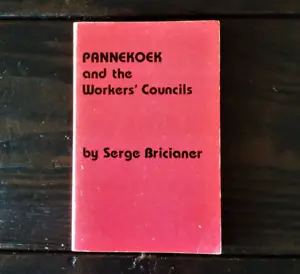 PANNEKOEK
and the
Workers' Councils
by Serge Bricianer